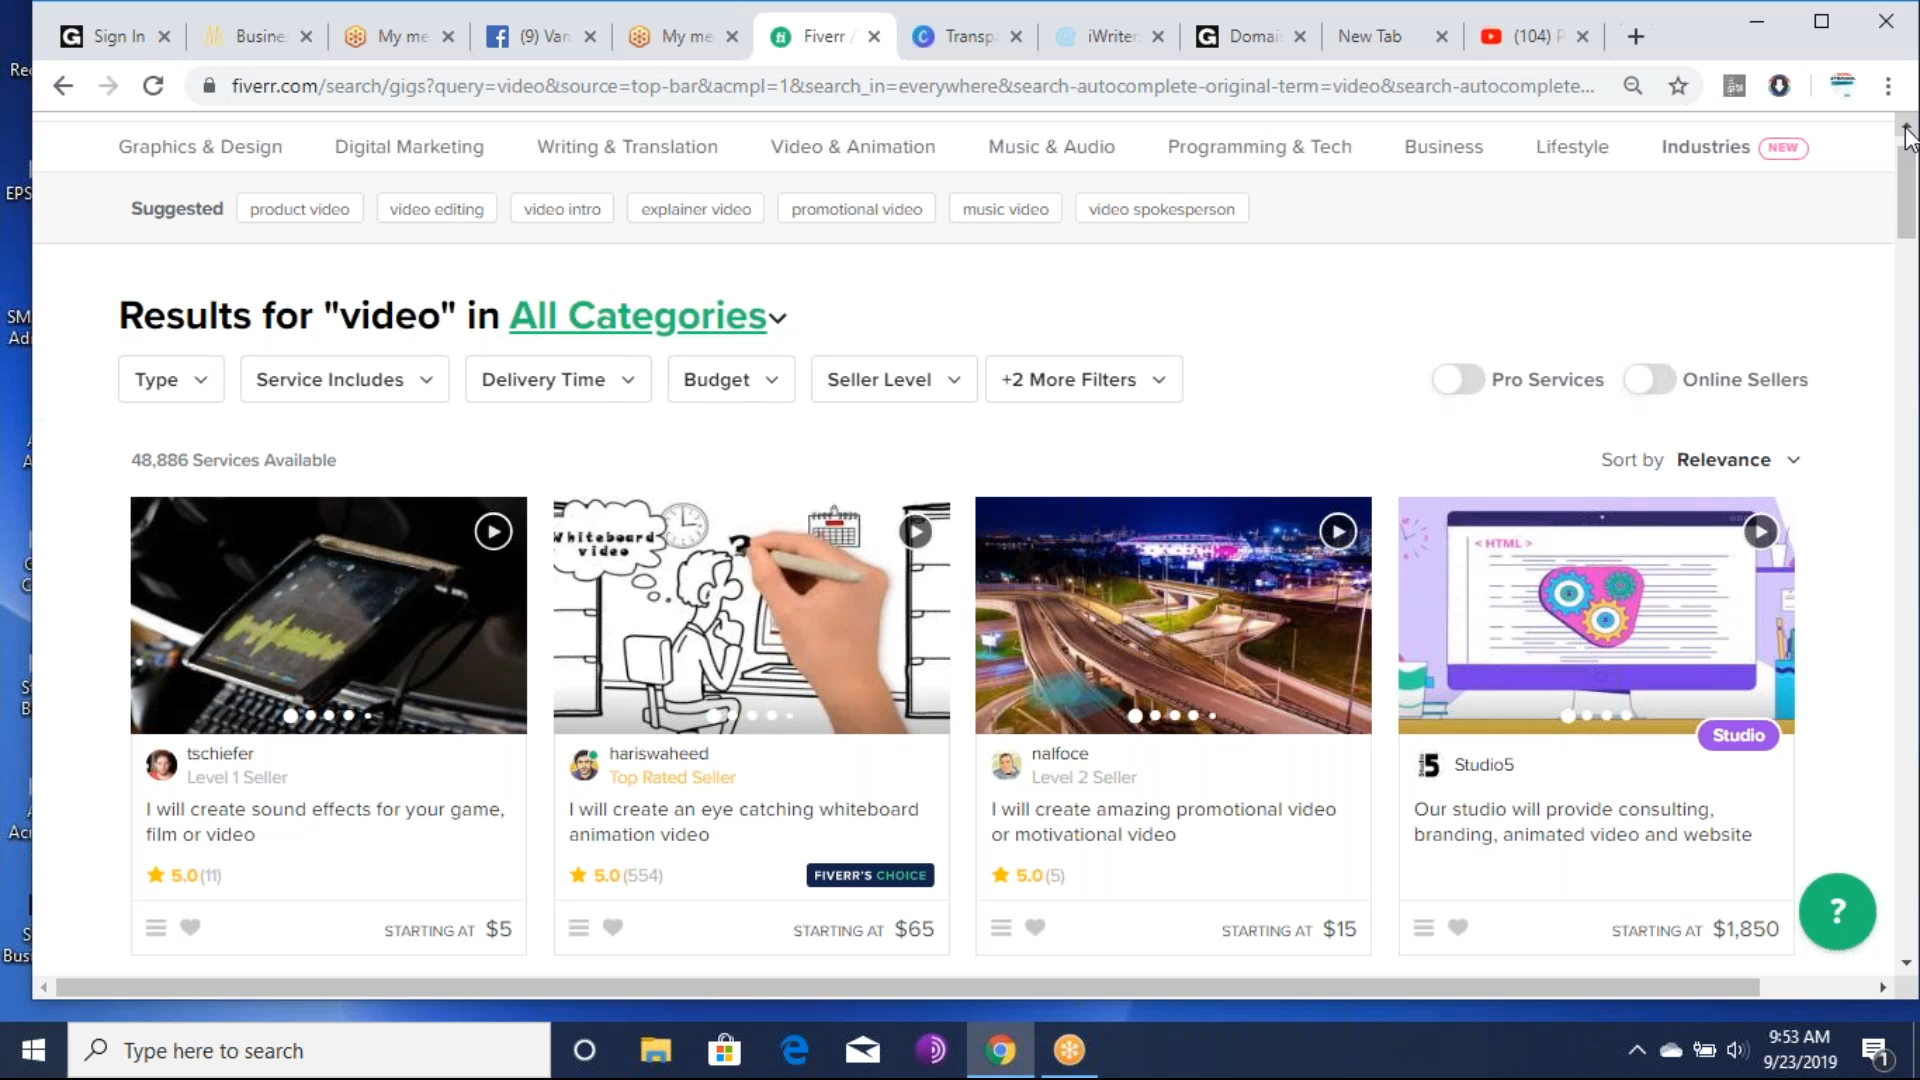 Sign In
Busine
My me
(9) Van
My me
Fiverr /
Transp
iWriter
Domai
New Tab
(104) P
fiverr.com/search/gigs?query=video&source=top-bar&acmpl=1&search_in=everywhere&search-autocomplete-original-term=video&search-autocomplete...
Graphics & Design
Digital Marketing
Writing & Translation
Video & Animation
Music & Audio
Programming & Tech
Business
Lifestyle
Industries NEW
Suggested
product video
video editing
video intro
explainer video
promotional video
music video
video spokesperson
Results for "video" in All Categories
Type
Service Includes
Delivery Time
Budget
Seller Level
+2 More Filters
Pro Services
Online Sellers
48,886 Services Available
Sort by Relevance
Whiteboard
video
?
< HTML >
tschiefer
Level 1 Seller
I will create sound effects for your game,
film or video
5.0 (11)
STARTING AT $5
hariswaheed
Top Rated Seller
I will create an eye catching whiteboard
animation video
5.0 (554)
FIVERR'S CHOICE
STARTING AT $65
nalfoce
Level 2 Seller
I will create amazing promotional video
or motivational video
5.0 (5)
STARTING AT $15
Studio
Studio5
Our studio will provide consulting,
branding, animated video and website
STARTING AT $1,850
?
Rec
EPS
SM
Adi
Acr
Busi
Type here to search
9:53 AM
9/23/2019
1